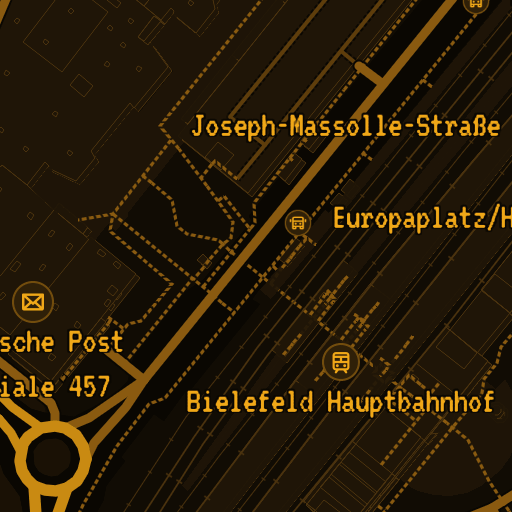 Joseph-Massolle-Straße
Europaplatz/H
sche Post
iale 457
Bielefeld Hauptbahnhof